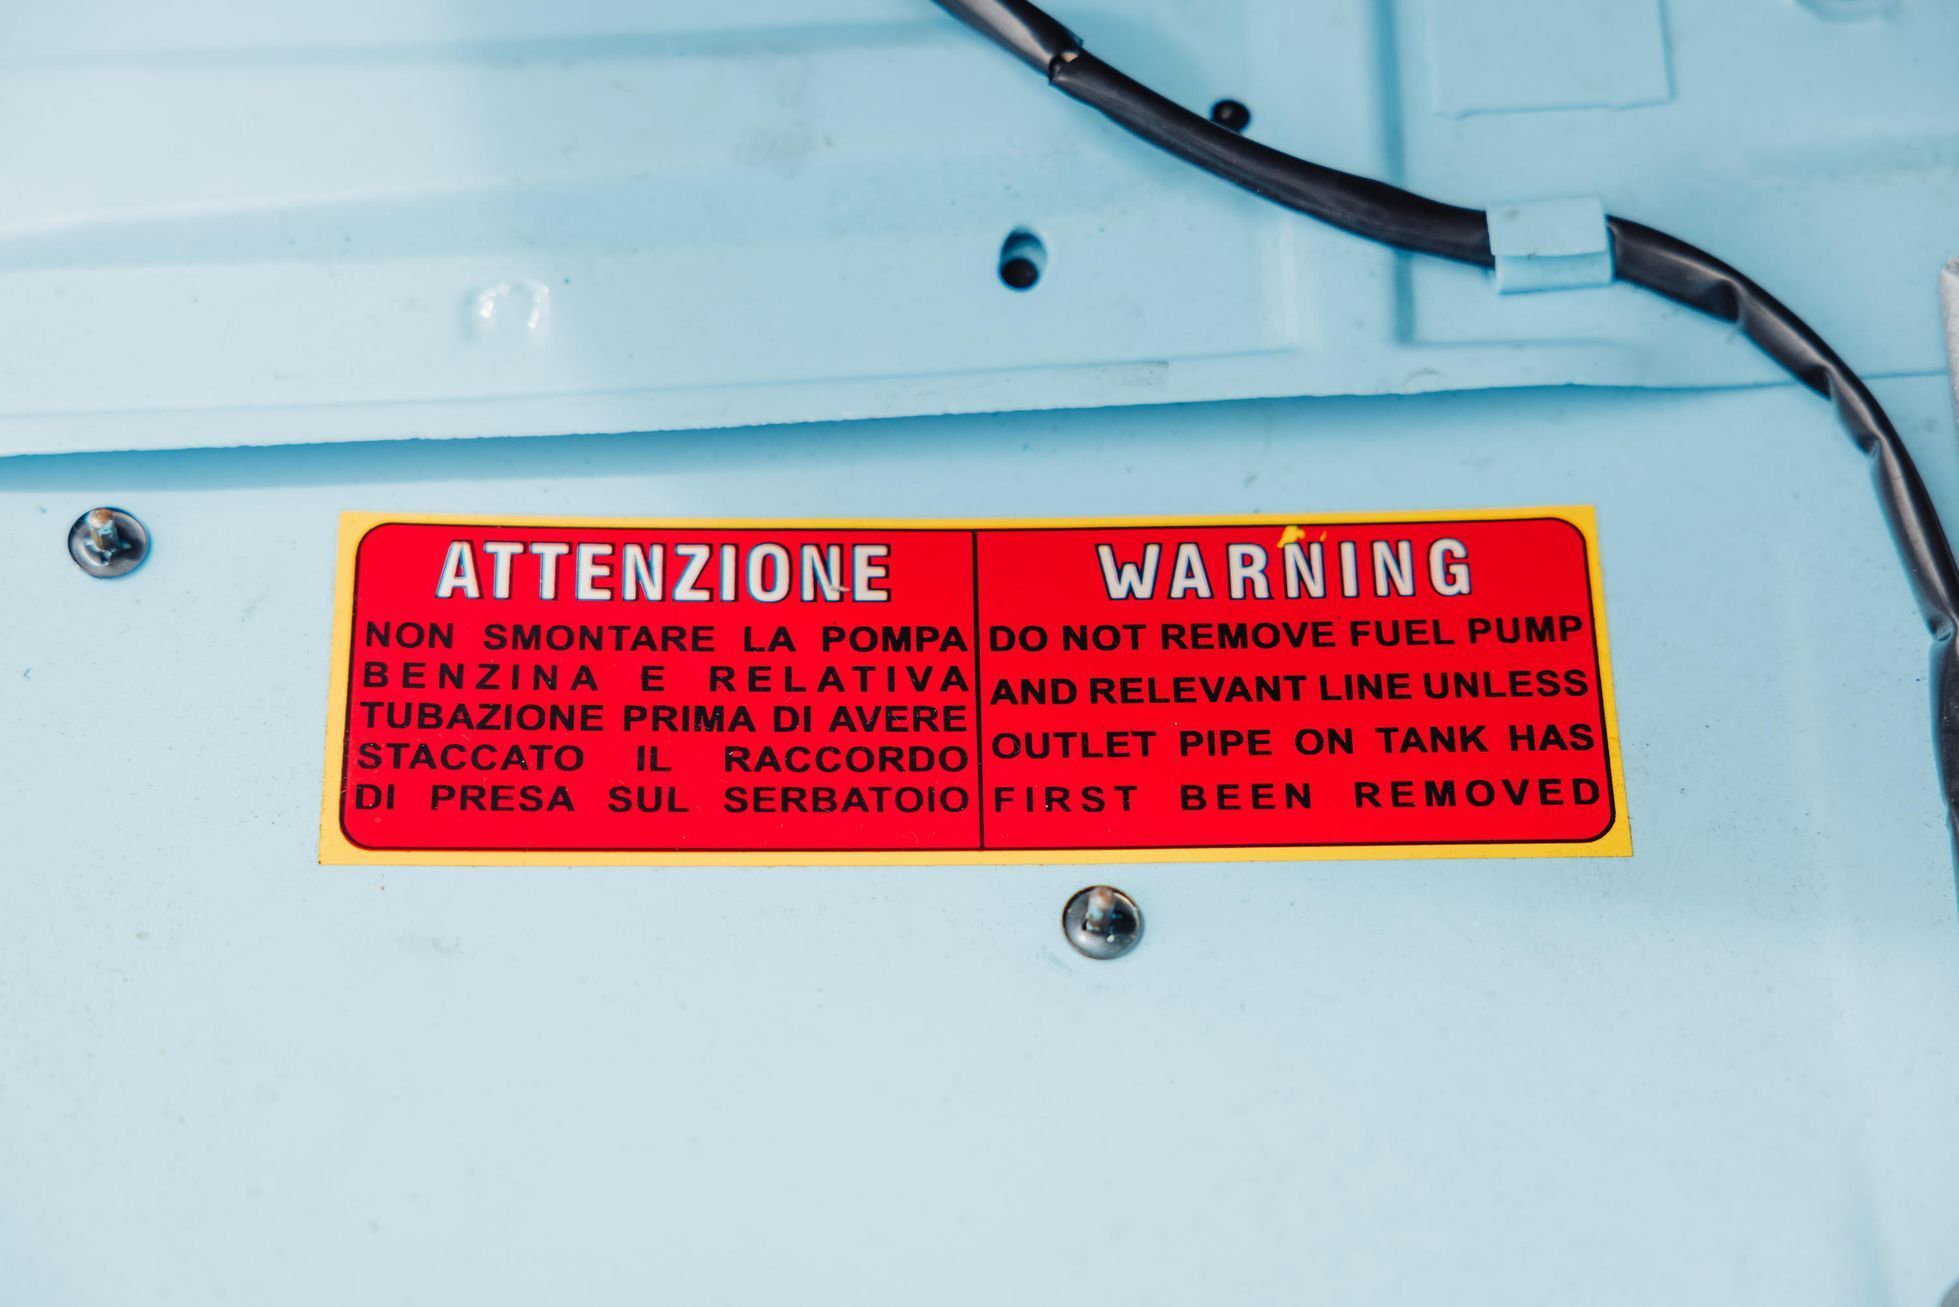 ATTENZIONE
NON SMONTARE LA POMPA
BENZINA E RELATIVA
TUBAZIONE PRIMA DI AVERE
STACCATO IL RACCORDO
DI PRESA SUL SERBATOIO
WARNING
DO NOT REMOVE FUEL PUMP
AND RELEVANT LINE UNLESS
OUTLET PIPE ON TANK HAS
FIRST BEEN REMOVED